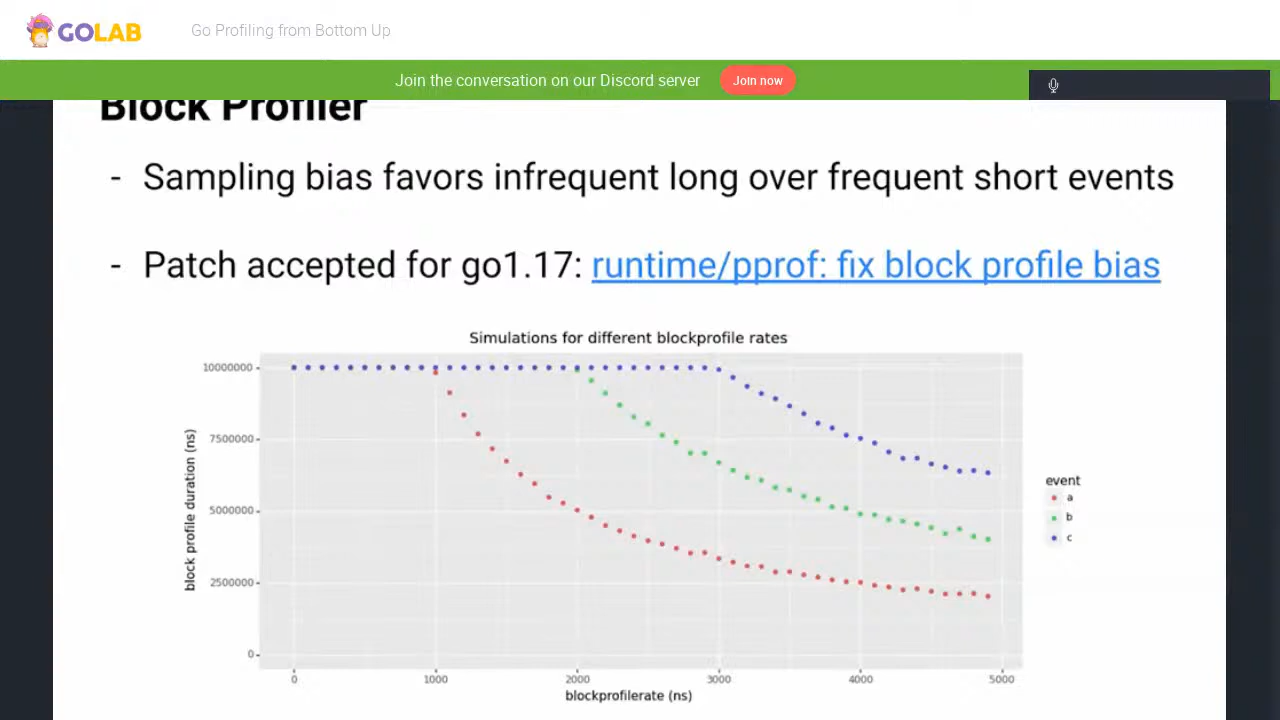 GOLAB
Go Profiling from Bottom Up
Join the conversation on our Discord server
Join now
Block Profiler
- Sampling bias favors infrequent long over frequent short events
- Patch accepted for go1.17: runtime/pprof: fix block profile bias
Simulations for different blockprofile rates
10000000
7500000
5000000
2500000
0
block profile duration (ns)
0 1000 2000 3000 4000 5000
blockprofilerate (ns)
event
a
b
c